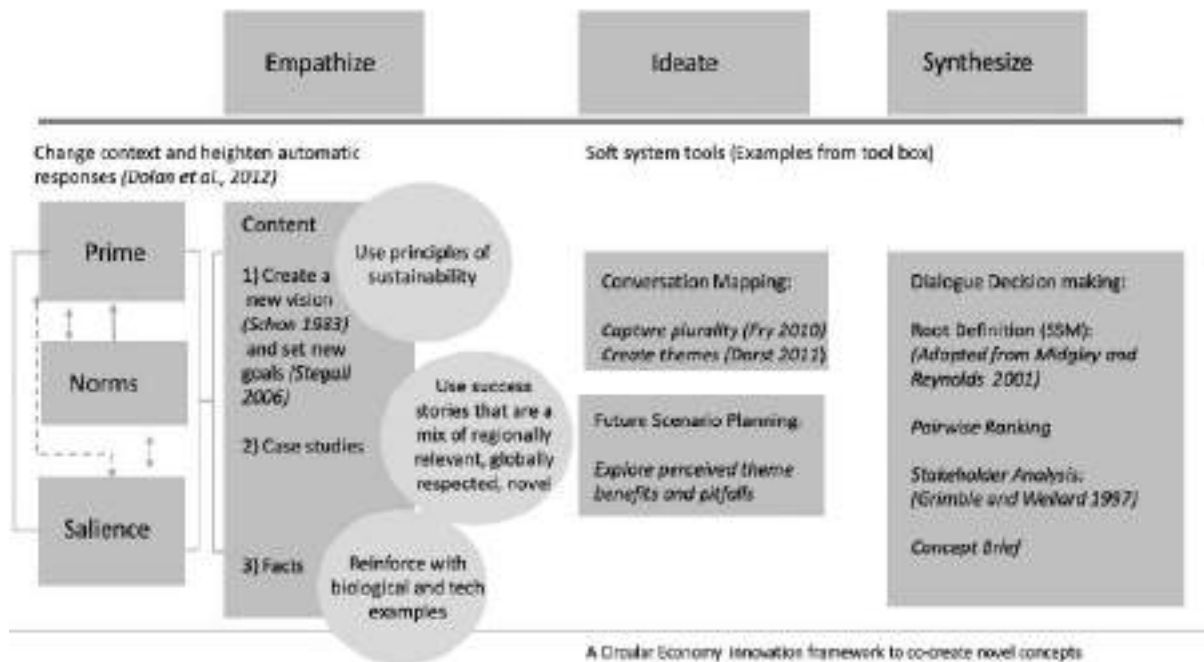 Empathize
Ideate
Synthesize
Change context and heighten automatic
responses (Dolan et al., 2012)
Soft system tools (Examples from tool box)
Prime
Norms
Salience
Content
1) Create a
new vision
(Schon 1983)
and set new
goals (Stegall
2006)
2) Case studies
3) Facts
Use principles of
sustainability
Use success
stories that are a
mix of regionally
relevant, globally
respected, novel
Reinforce with
biological and tech
examples
Conversation Mapping:
Capture plurality (Fry 2010)
Create themes (Dorst 2011)
Future Scenario Planning:
Explore perceived theme
benefits and pitfalls
Dialogue Decision making:
Root Definition (SSM):
(Adapted from Midgley and
Reynolds 2001)
Pairwise Ranking
Stakeholder Analysis:
(Grimble and Wellard 1997)
Concept Brief
A Circular Economy innovation framework to co-create novel concepts